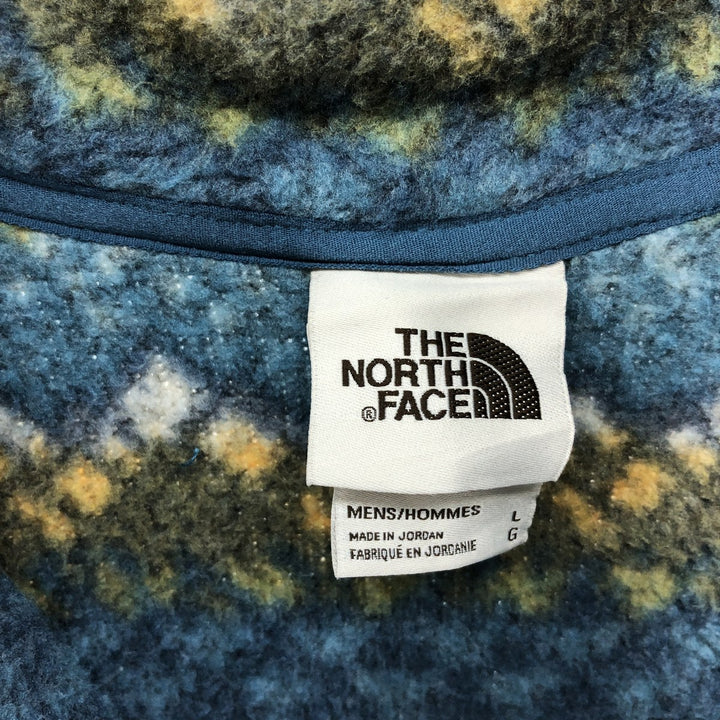 THE
NORTH
® FACE
MENS/HOMMES L
MADE IN JORDAN G
FABRIQUÉ EN JORDANIE